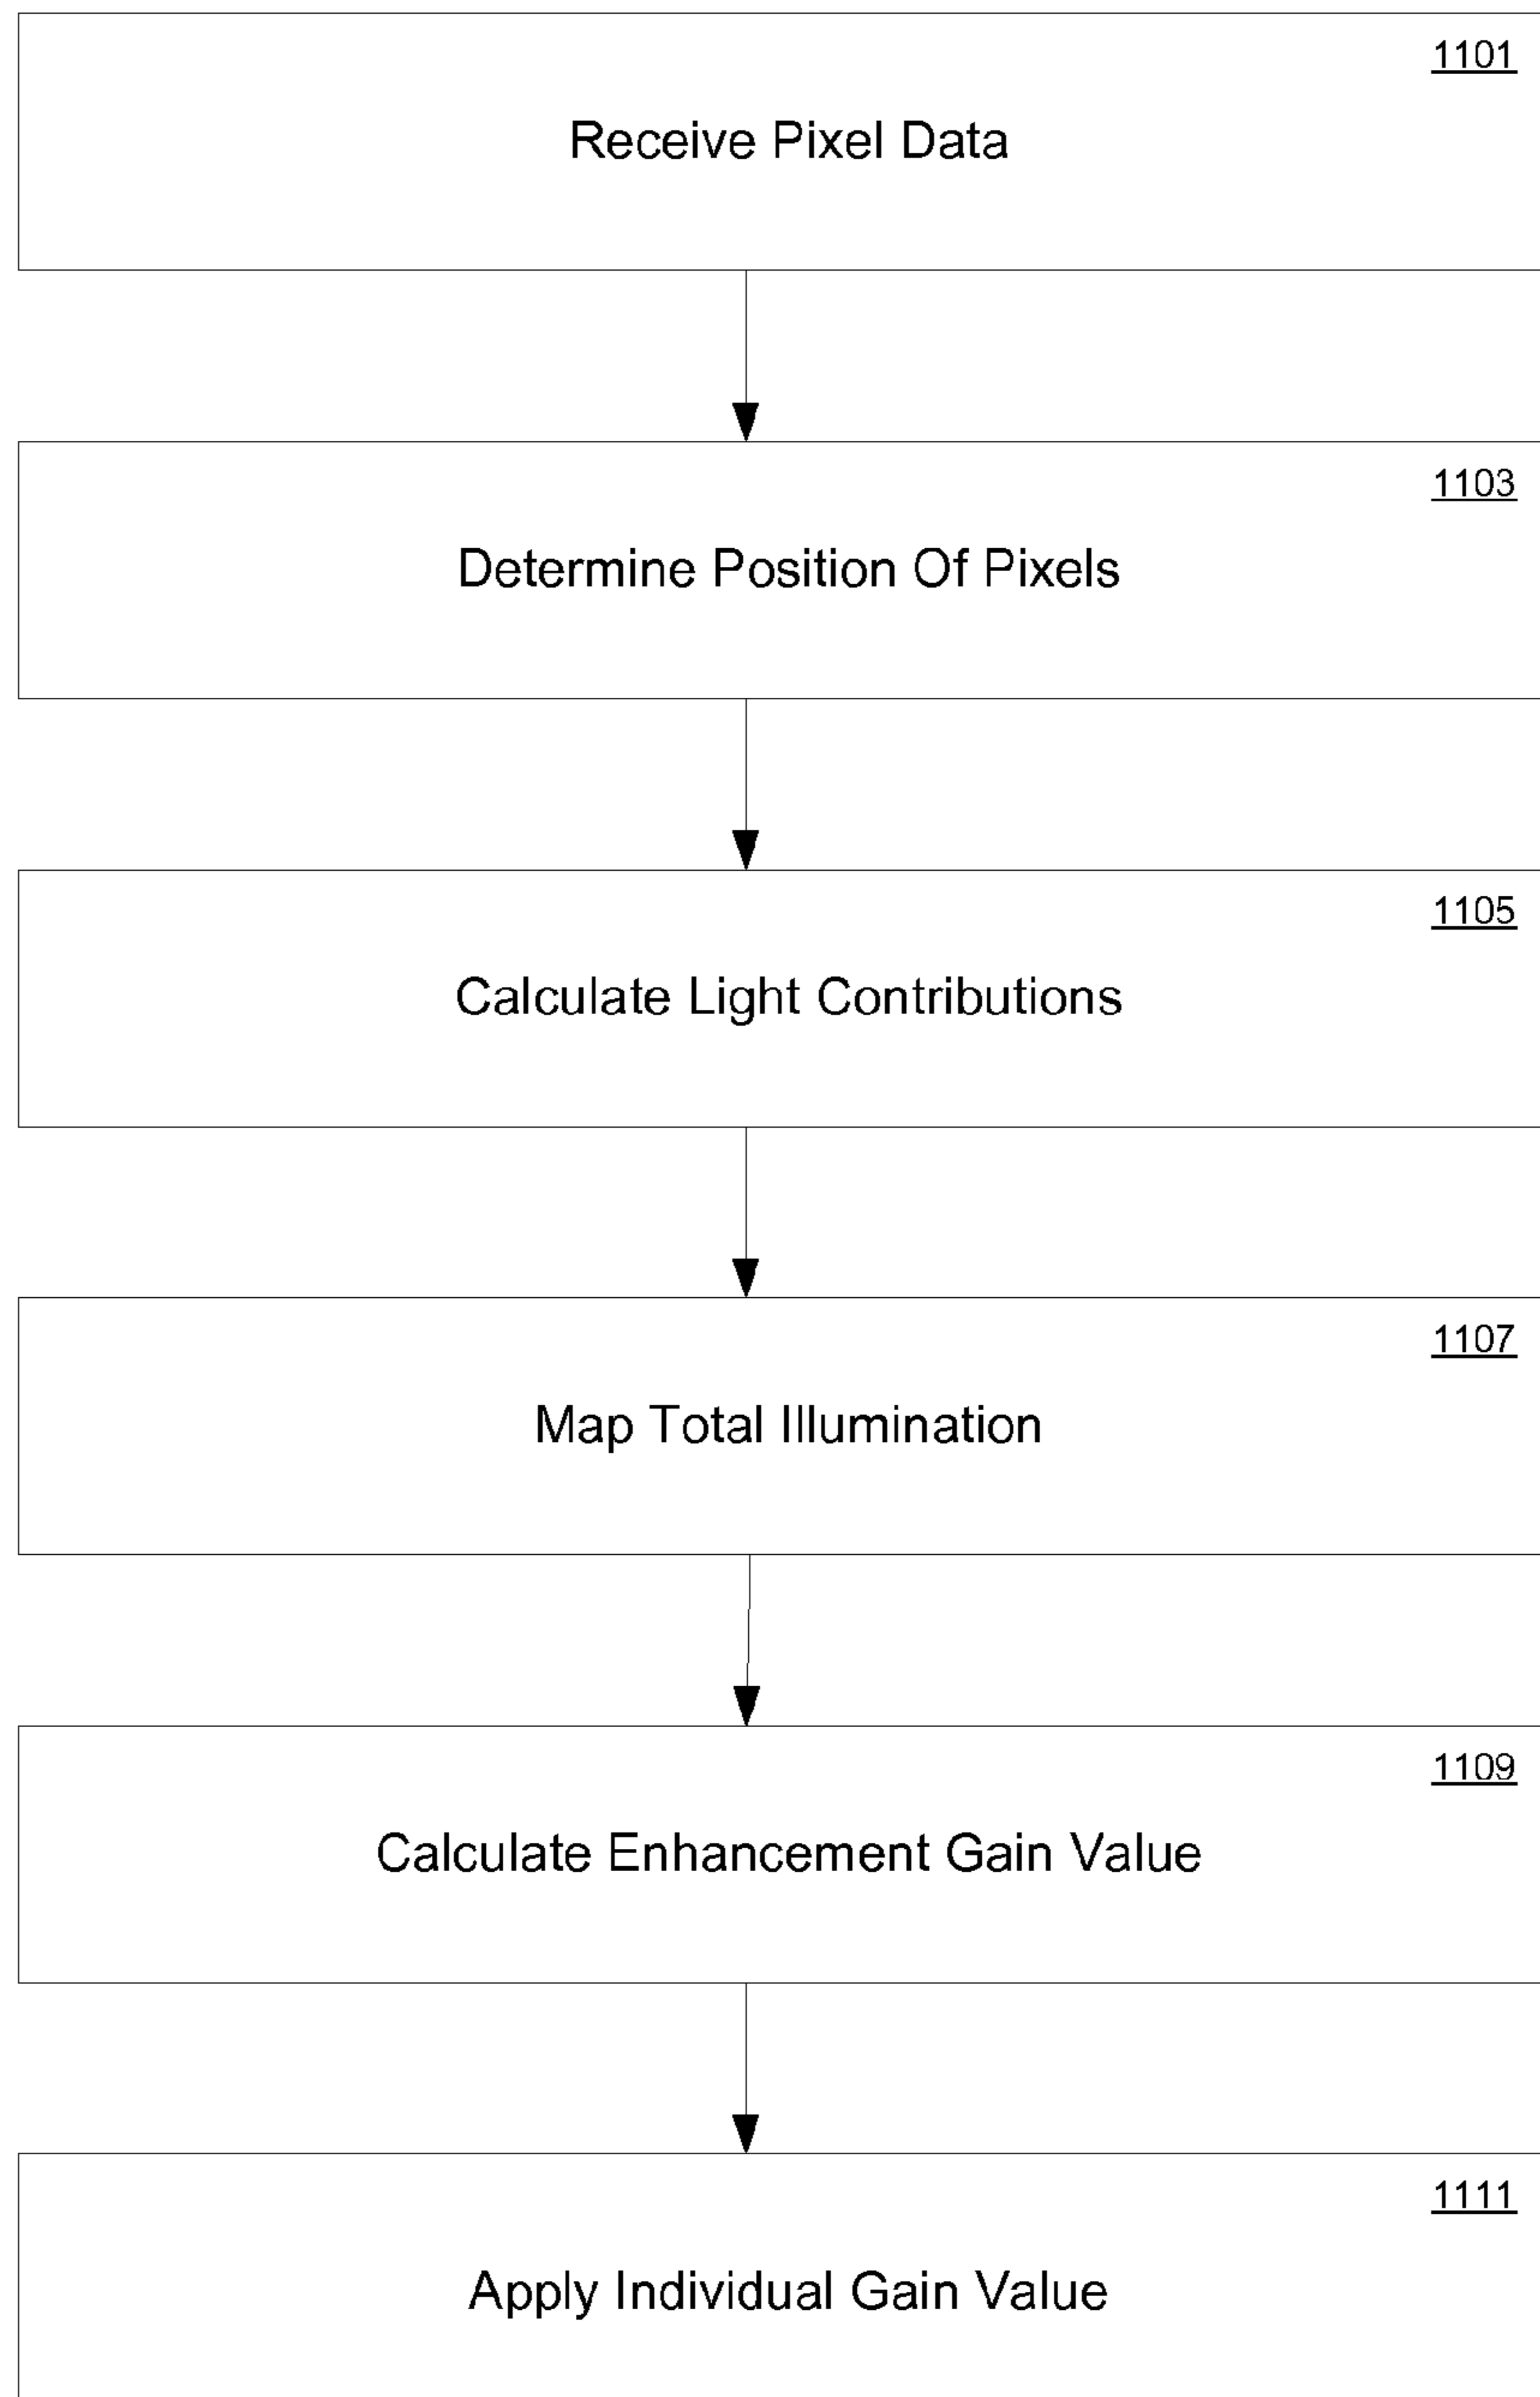 1101
Receive Pixel Data
1103
Determine Position Of Pixels
1105
Calculate Light Contributions
1107
Map Total Illumination
1109
Calculate Enhancement Gain Value
1111
Apply Individual Gain Value